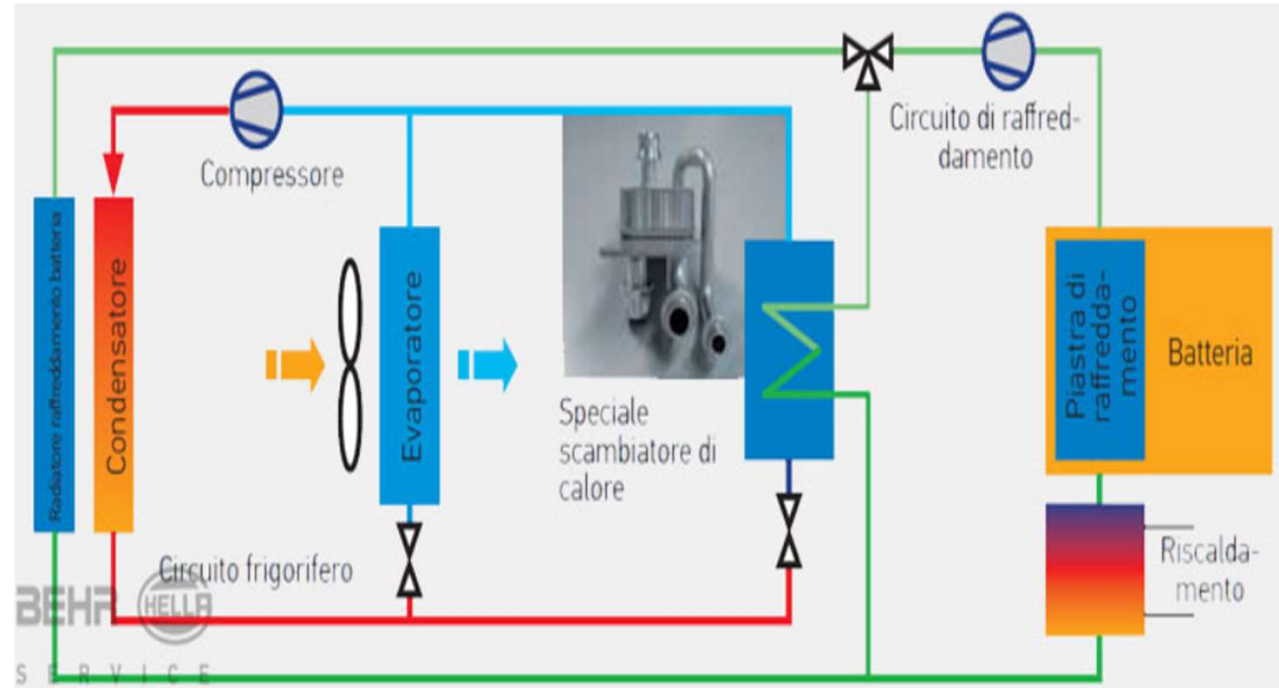 Circuito di raffred-
damento
Compressore
Radiatore raffreddamento batteria
Condensatore
Evaporatore
Speciale
scambiatore di
calore
Piastra di
raffredda-
mento
Batteria
Circuito frigorifero
Riscalda-
mento
BEHR HELLA
SERVICE